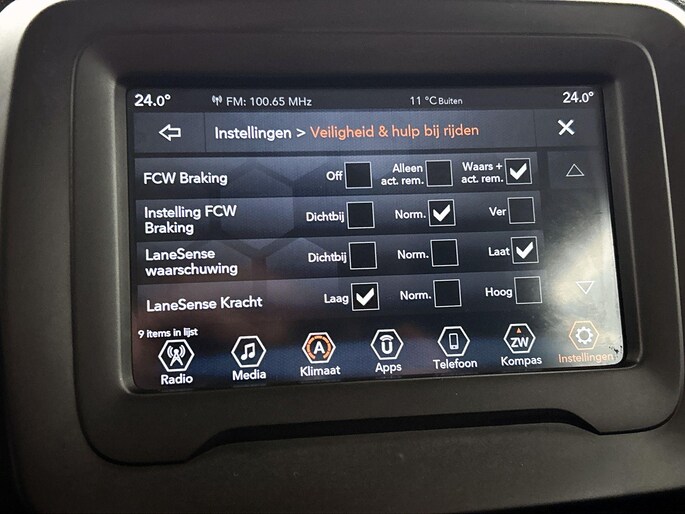 24.0° FM: 100.65 MHz 11 °C Buiten 24.0°
Instellingen > Veiligheid & hulp bij rijden X
FCW Braking Off Alleen act. rem. Waars + act. rem.
Instelling FCW Braking Dichtbij Norm. Ver
LaneSense waarschuwing Dichtbij Norm. Laat
LaneSense Kracht Laag Norm. Hoog
9 items in lijst
A U ZW
Radio Media Klimaat Apps Telefoon Kompas Instellingen